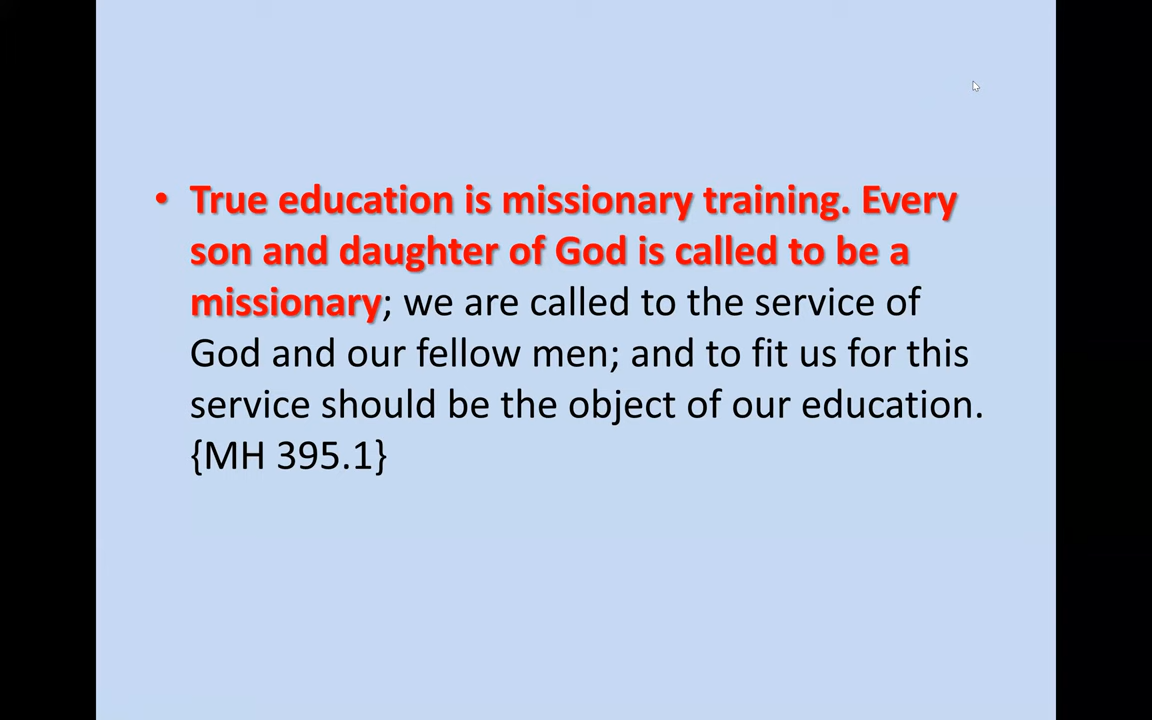 • True education is missionary training. Every
son and daughter of God is called to be a
missionary; we are called to the service of
God and our fellow men; and to fit us for this
service should be the object of our education.
{MH 395.1}